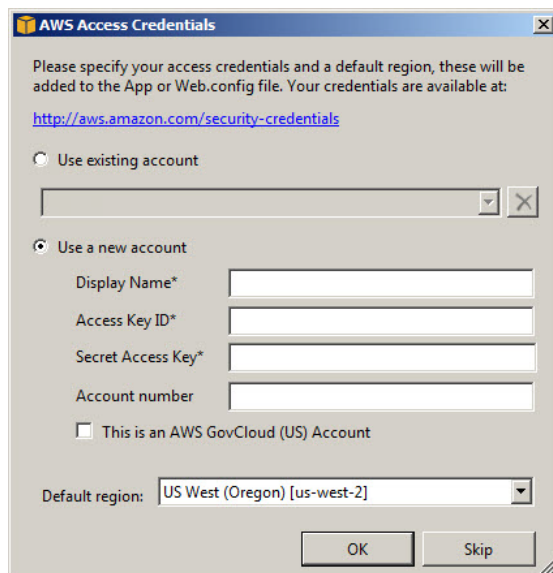 AWS Access Credentials
Please specify your access credentials and a default region, these will be
added to the App or Web.config file. Your credentials are available at:
http://aws.amazon.com/security-credentials
Use existing account
Use a new account
Display Name*
Access Key ID*
Secret Access Key*
Account number
This is an AWS GovCloud (US) Account
Default region: US West (Oregon) [us-west-2]
OK Skip